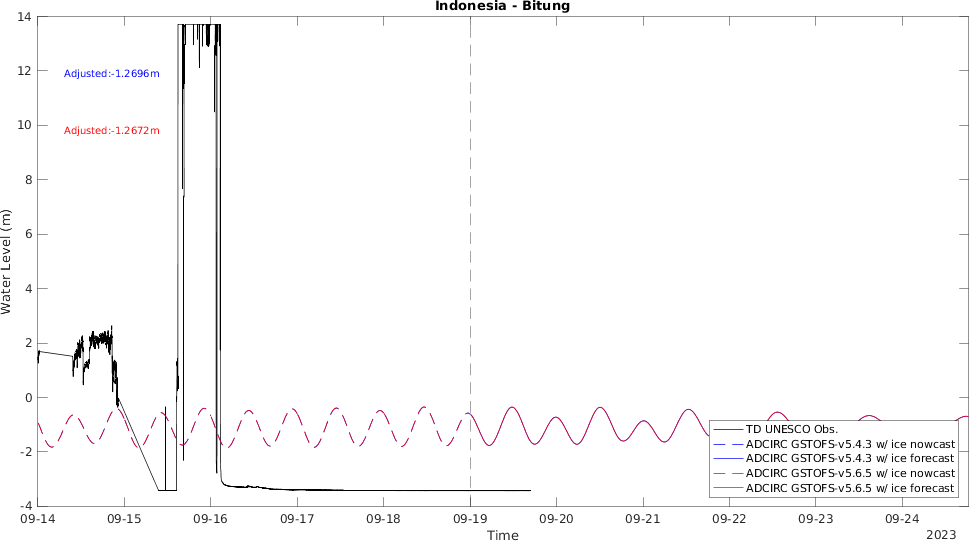 Indonesia - Bitung
14
12
10
8
6
4
2
0
-2
-4
Water Level (m)
Adjusted:-1.2696m
Adjusted:-1.2672m
TD UNESCO Obs.
ADCIRC GSTOFS-v5.4.3 w/ ice nowcast
ADCIRC GSTOFS-v5.4.3 w/ ice forecast
ADCIRC GSTOFS-v5.6.5 w/ ice nowcast
ADCIRC GSTOFS-v5.6.5 w/ ice forecast
09-14 09-15 09-16 09-17 09-18 09-19 09-20 09-21 09-22 09-23 09-24
Time
2023